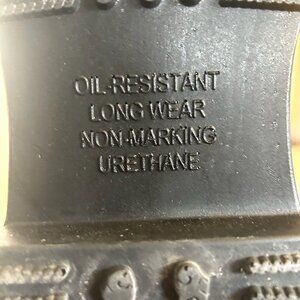 OIL-RESISTANT
LONG WEAR
NON-MARKING
URETHANE